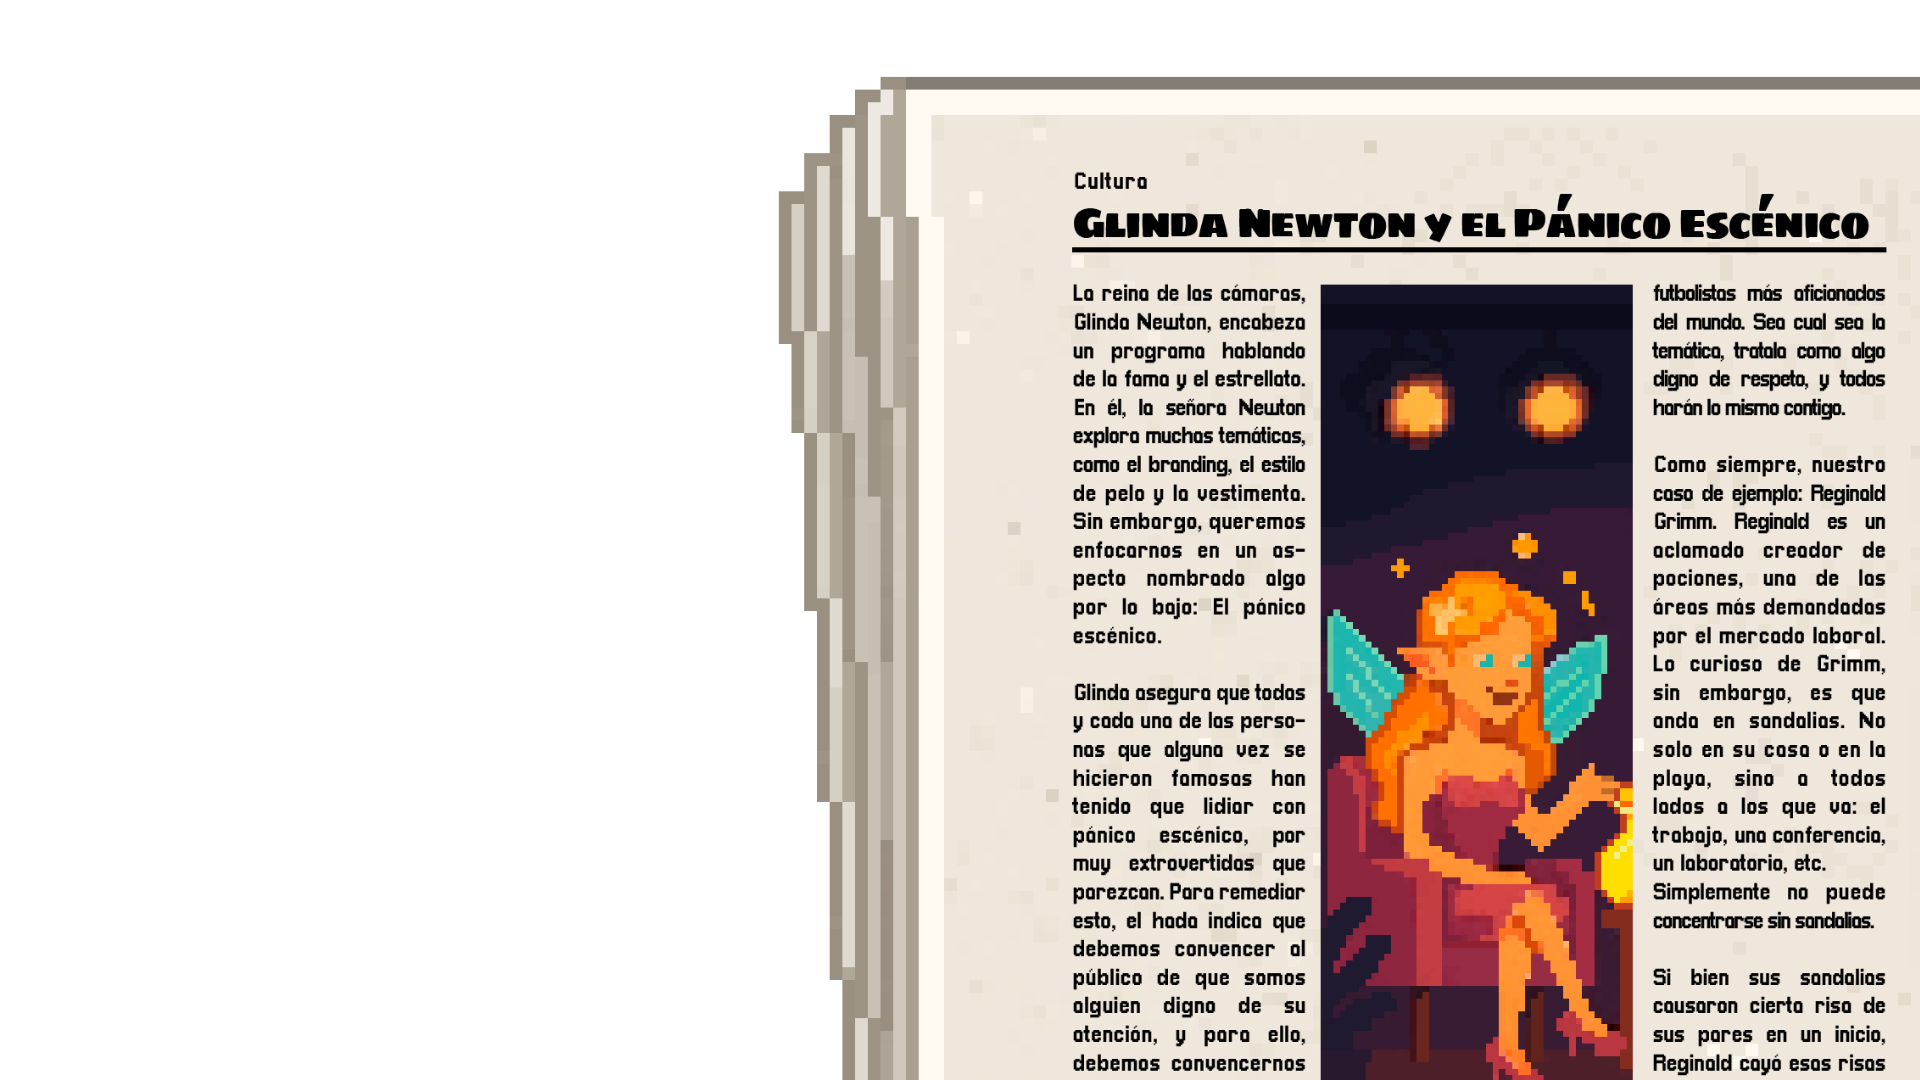 Cultura
Glinda Newton y el Pánico Escénico
La reina de las cámaras,
Glinda Newton, encabeza
un programa hablando
de la fama y el estrellato.
En él, la señora Newton
explora muchas temáticas,
como el branding, el estilo
de pelo y la vestimenta.
Sin embargo, queremos
enfocarnos en un as-
pecto nombrado algo
por lo bajo: El pánico
escénico.
Glinda asegura que todas
y cada una de las perso-
nas que alguna vez se
hicieron famosas han
tenido que lidiar con
pánico escénico, por
muy extrovertidas que
parezcan. Para remediar
esto, el hada indica que
debemos convencer al
público de que somos
alguien digno de su
atención, y para ello,
debemos convencernos
futbolistas más aficionados
del mundo. Sea cual sea la
temática, tratala como algo
digno de respeto, y todos
harán lo mismo contigo.
Como siempre, nuestro
caso de ejemplo: Reginald
Grimm. Reginald es un
aclamado creador de
pociones, una de las
áreas más demandadas
por el mercado laboral.
Lo curioso de Grimm,
sin embargo, es que
anda en sandalias. No
solo en su casa o en la
playa, sino a todos
lados a los que va: el
trabajo, una conferencia,
un laboratorio, etc.
Simplemente no puede
concentrarse sin sandalias.
Si bien sus sandalias
causaron cierta risa de
sus pares en un inicio,
Reginald cayó esas risas